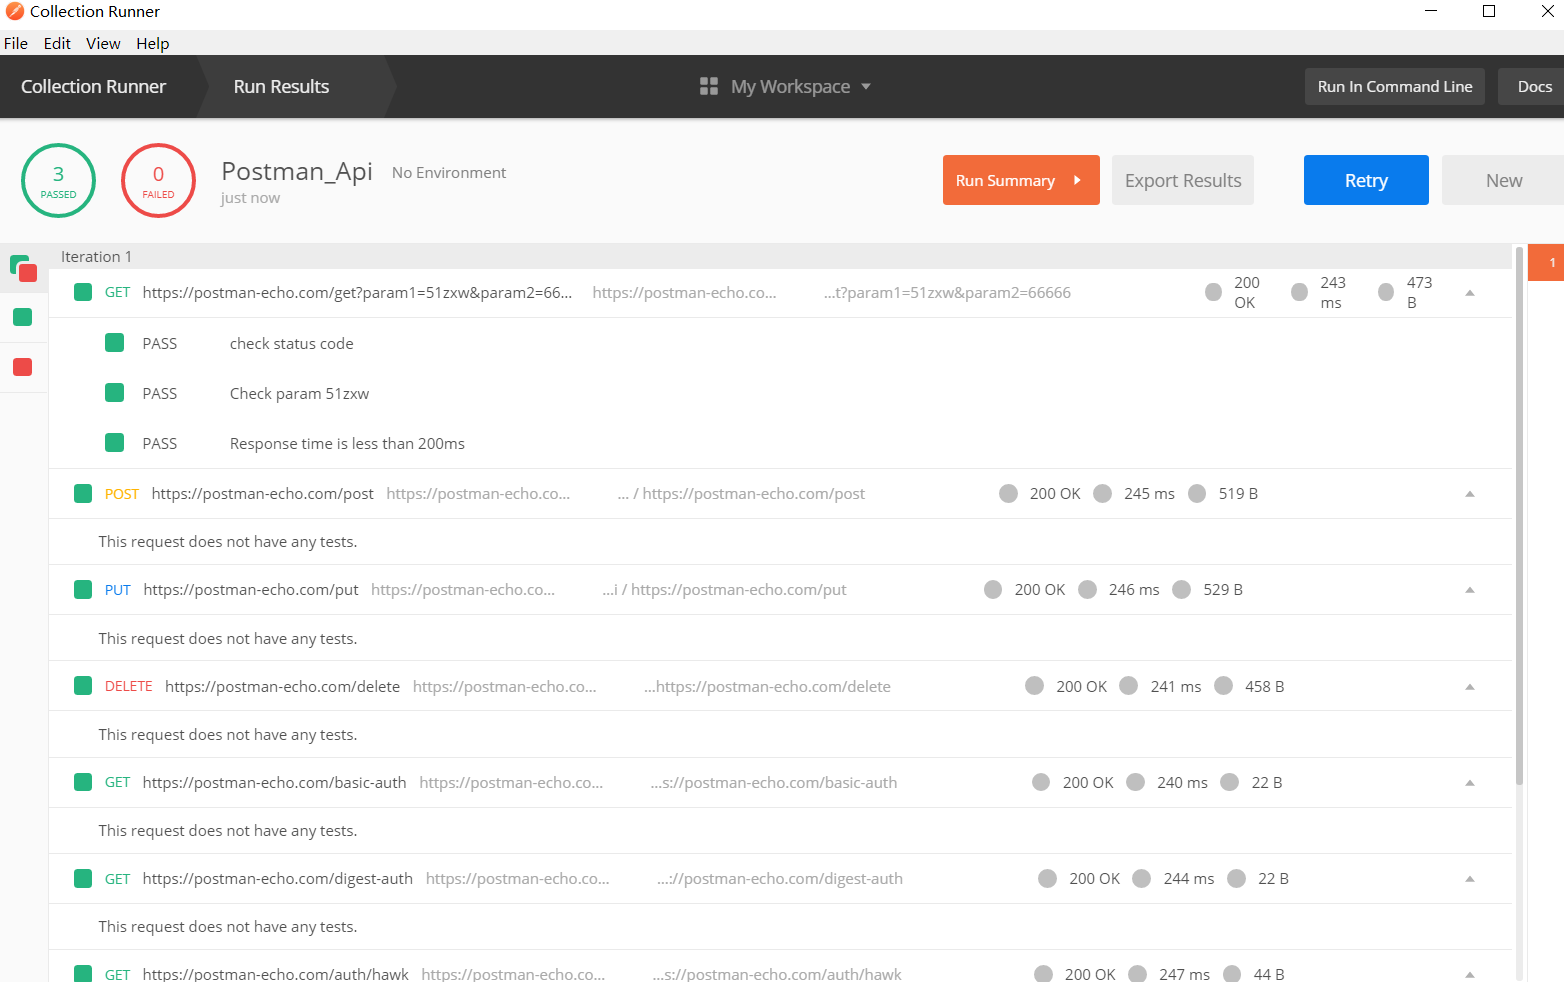 Collection Runner
File Edit View Help
Collection Runner Run Results My Workspace Run In Command Line Docs
3 PASSED
0 FAILED
Postman_Api No Environment
just now
Run Summary Export Results Retry New
Iteration 1
1
GET https://postman-echo.com/get?param1=51zxw&param2=66... https://postman-echo.co... ...t?param1=51zxw&param2=66666 200 OK 243 ms 473 B
PASS check status code
PASS Check param 51zxw
PASS Response time is less than 200ms
POST https://postman-echo.com/post https://postman-echo.co... ... / https://postman-echo.com/post 200 OK 245 ms 519 B
This request does not have any tests.
PUT https://postman-echo.com/put https://postman-echo.co... ...i / https://postman-echo.com/put 200 OK 246 ms 529 B
This request does not have any tests.
DELETE https://postman-echo.com/delete https://postman-echo.co... ...https://postman-echo.com/delete 200 OK 241 ms 458 B
This request does not have any tests.
GET https://postman-echo.com/basic-auth https://postman-echo.co... ...s://postman-echo.com/basic-auth 200 OK 240 ms 22 B
This request does not have any tests.
GET https://postman-echo.com/digest-auth https://postman-echo.co... ...://postman-echo.com/digest-auth 200 OK 244 ms 22 B
This request does not have any tests.
GET https://postman-echo.com/auth/hawk https://postman-echo.co... ...s://postman-echo.com/auth/hawk 200 OK 247 ms 44 B